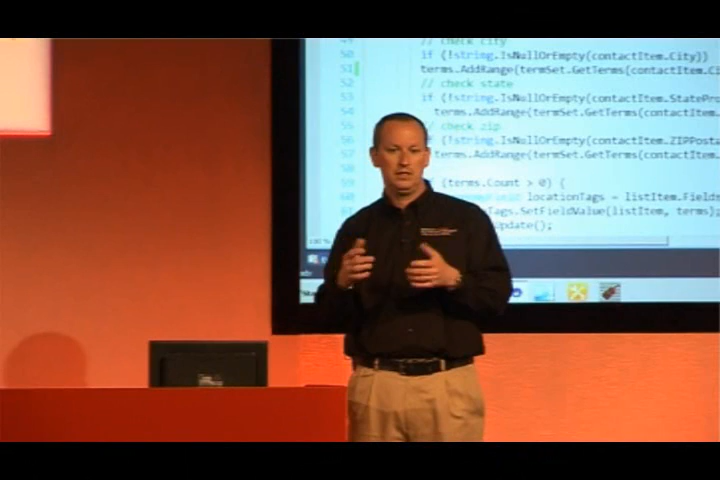 49 // check city
50 if (!string.IsNullOrEmpty(contactItem.City))
51 terms.AddRange(termSet.GetTerms(contactItem.Ci
52 // check state
53 if (!string.IsNullOrEmpty(contactItem.StatePro
54 terms.AddRange(termSet.GetTerms(contactItem.
55 // check zip
56 (!string.IsNullOrEmpty(contactItem.ZIPPosta
57 terms.AddRange(termSet.GetTerms(contactItem.
58
59 (terms.Count > 0) {
60 locationTags = listItem.Fields
Tags.SetFieldValue(listItem, terms);
Update();
100 %